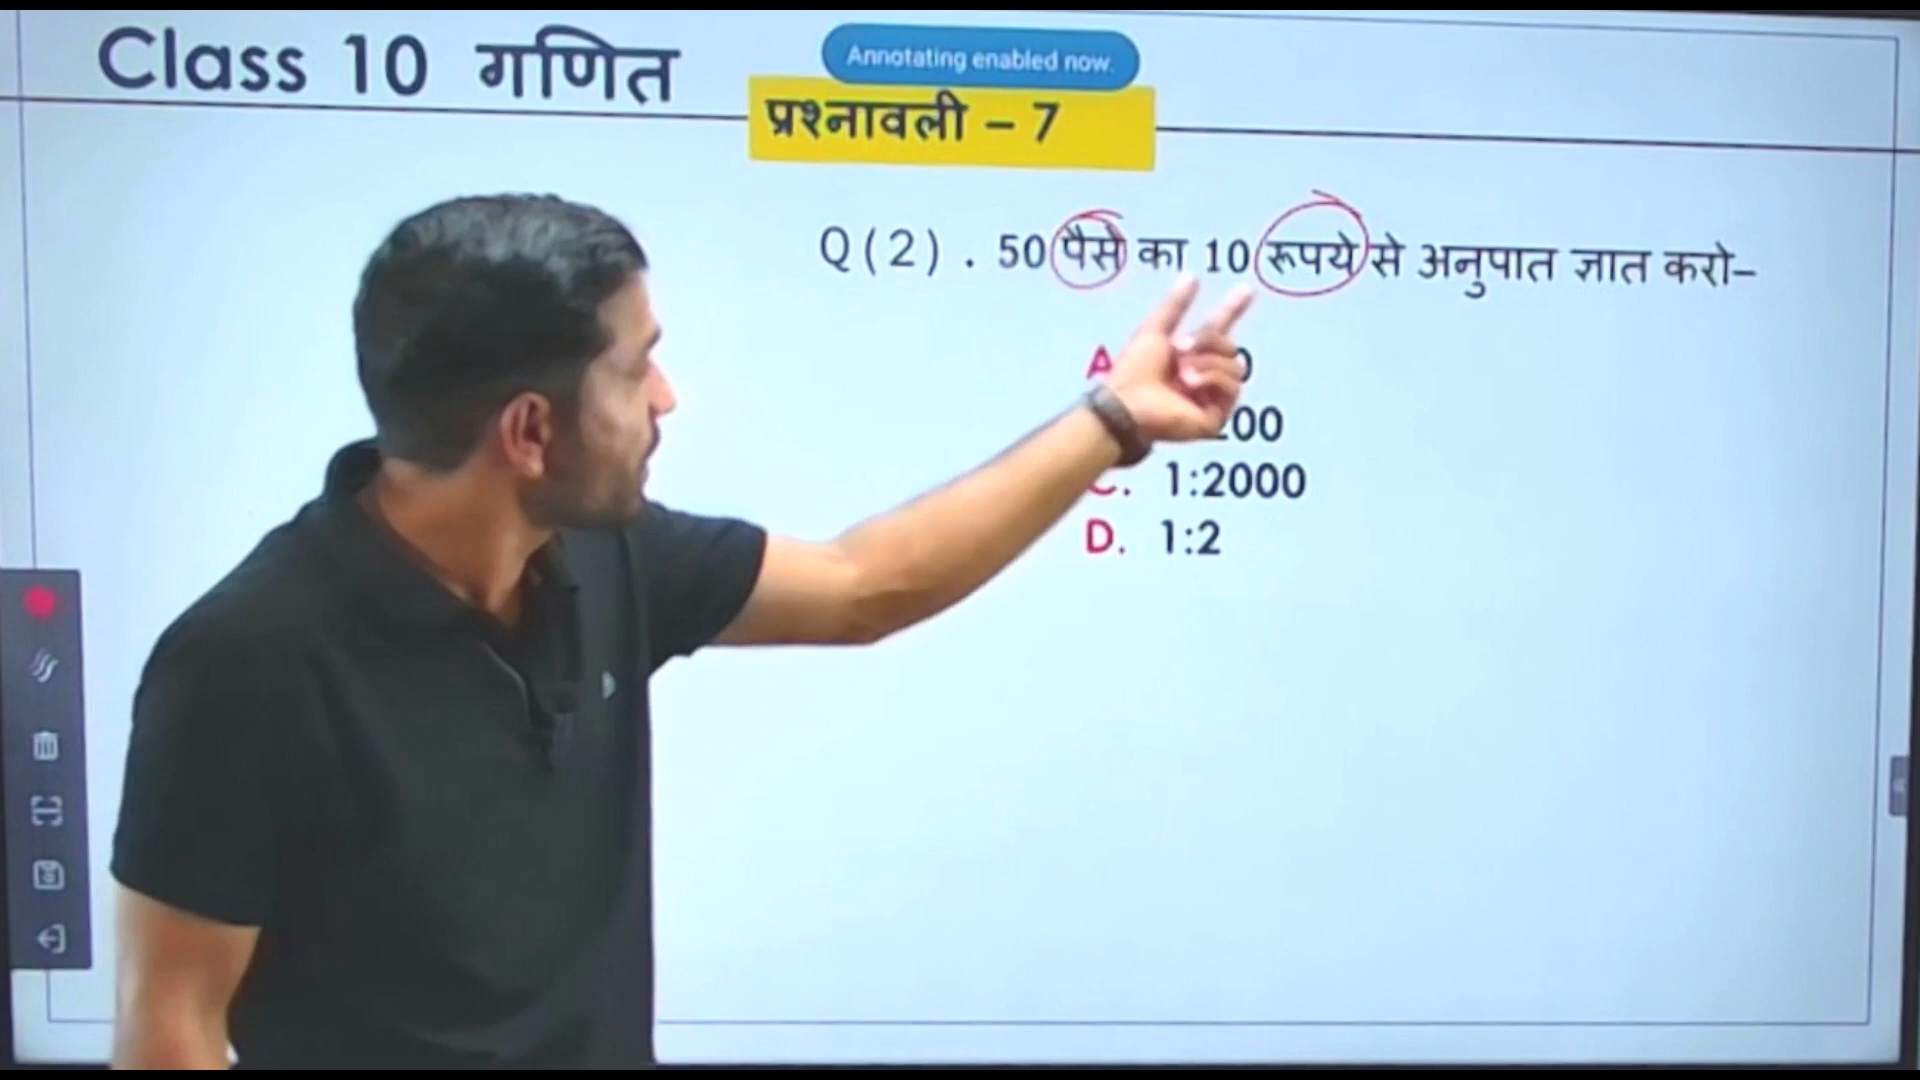 Class 10 गणित
Annotating enabled now.
प्रश्नावली – 7
Q(2). 50 पैसे का 10 रूपये से अनुपात ज्ञात करो–
A
C. 1:2000
D. 1:2